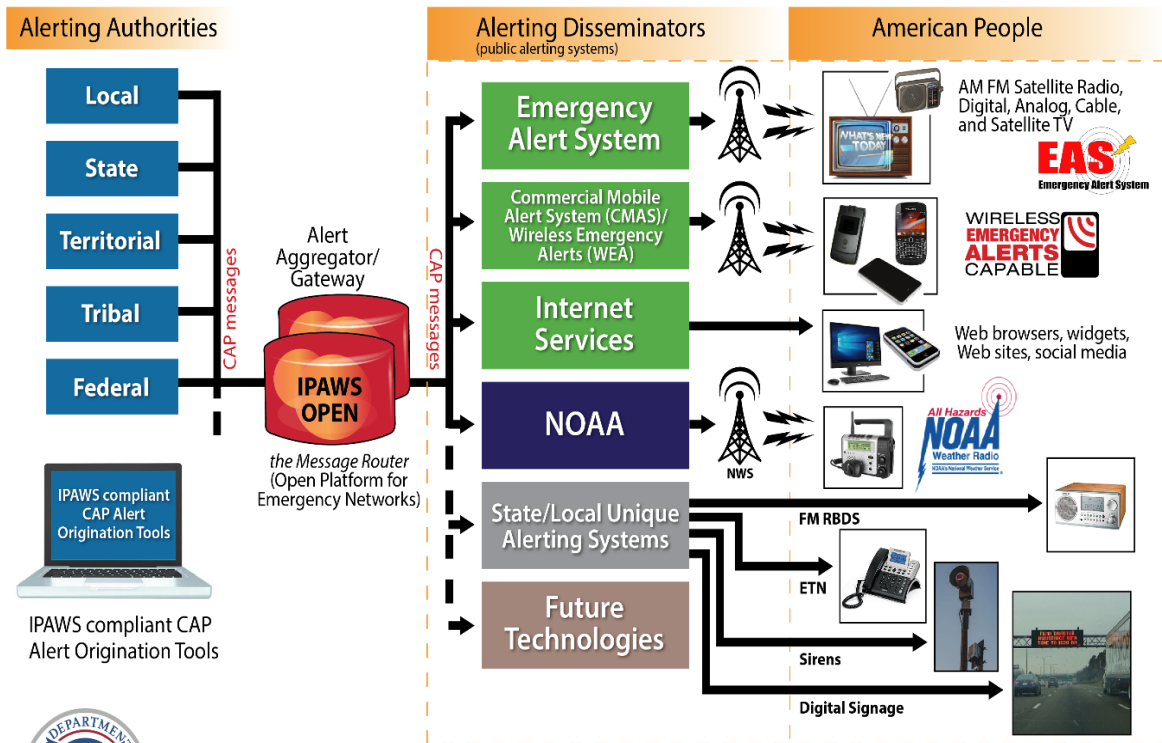 Alerting Authorities
Alerting Disseminators
(public alerting systems)
American People
Local
State
Territorial
Tribal
Federal
CAP messages
IPAWS compliant
CAP Alert
Origination Tools
IPAWS compliant CAP
Alert Origination Tools
Alert
Aggregator/
Gateway
IPAWS
OPEN
the Message Router
(Open Platform for
Emergency Networks)
CAP messages
Emergency
Alert System
Commercial Mobile
Alert System (CMAS)/
Wireless Emergency
Alerts (WEA)
Internet
Services
NOAA
NWS
State/Local Unique
Alerting Systems
Future
Technologies
WHAT'S NEW
TODAY
AM FM Satellite Radio,
Digital, Analog, Cable,
and Satellite TV
EAS
Emergency Alert System
WIRELESS
EMERGENCY
ALERTS
CAPABLE
Web browsers, widgets,
Web sites, social media
All Hazards
NOAA
Weather Radio
NOAA's National Weather Service
FM RBDS
ETN
Sirens
Digital Signage
DEPARTMEN